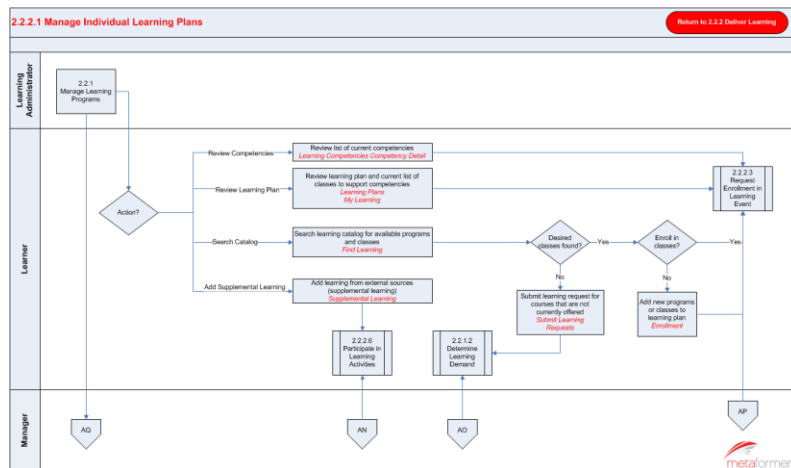 2.2.2.1 Manage Individual Learning Plans
Return to 2.2.2 Deliver Learning
Learning
Administrator
2.2.1
Manage Learning
Programs
Learner
Action?
Review Competencies
Review list of current competencies
Learning Competencies Competency Detail
Review Learning Plan
Review learning plan and current list of
classes to support competencies
Learning Plans
My Learning
2.2.2.3
Request
Enrollment in
Learning
Event
Search Catalog
Search learning catalog for available programs
and classes
Find Learning
Desired
classes found?
Yes
Enroll in
classes?
Yes
No
No
Add Supplemental Learning
Add learning from external sources
(supplemental learning)
Supplemental Learning
Submit learning request for
courses that are not
currently offered
Submit Learning
Requests
Add new programs
or classes to
learning plan
Enrollment
2.2.2.6
Participate in
Learning
Activities
2.2.1.2
Determine
Learning
Demand
Manager
AQ
AN
AO
AP
metaformers